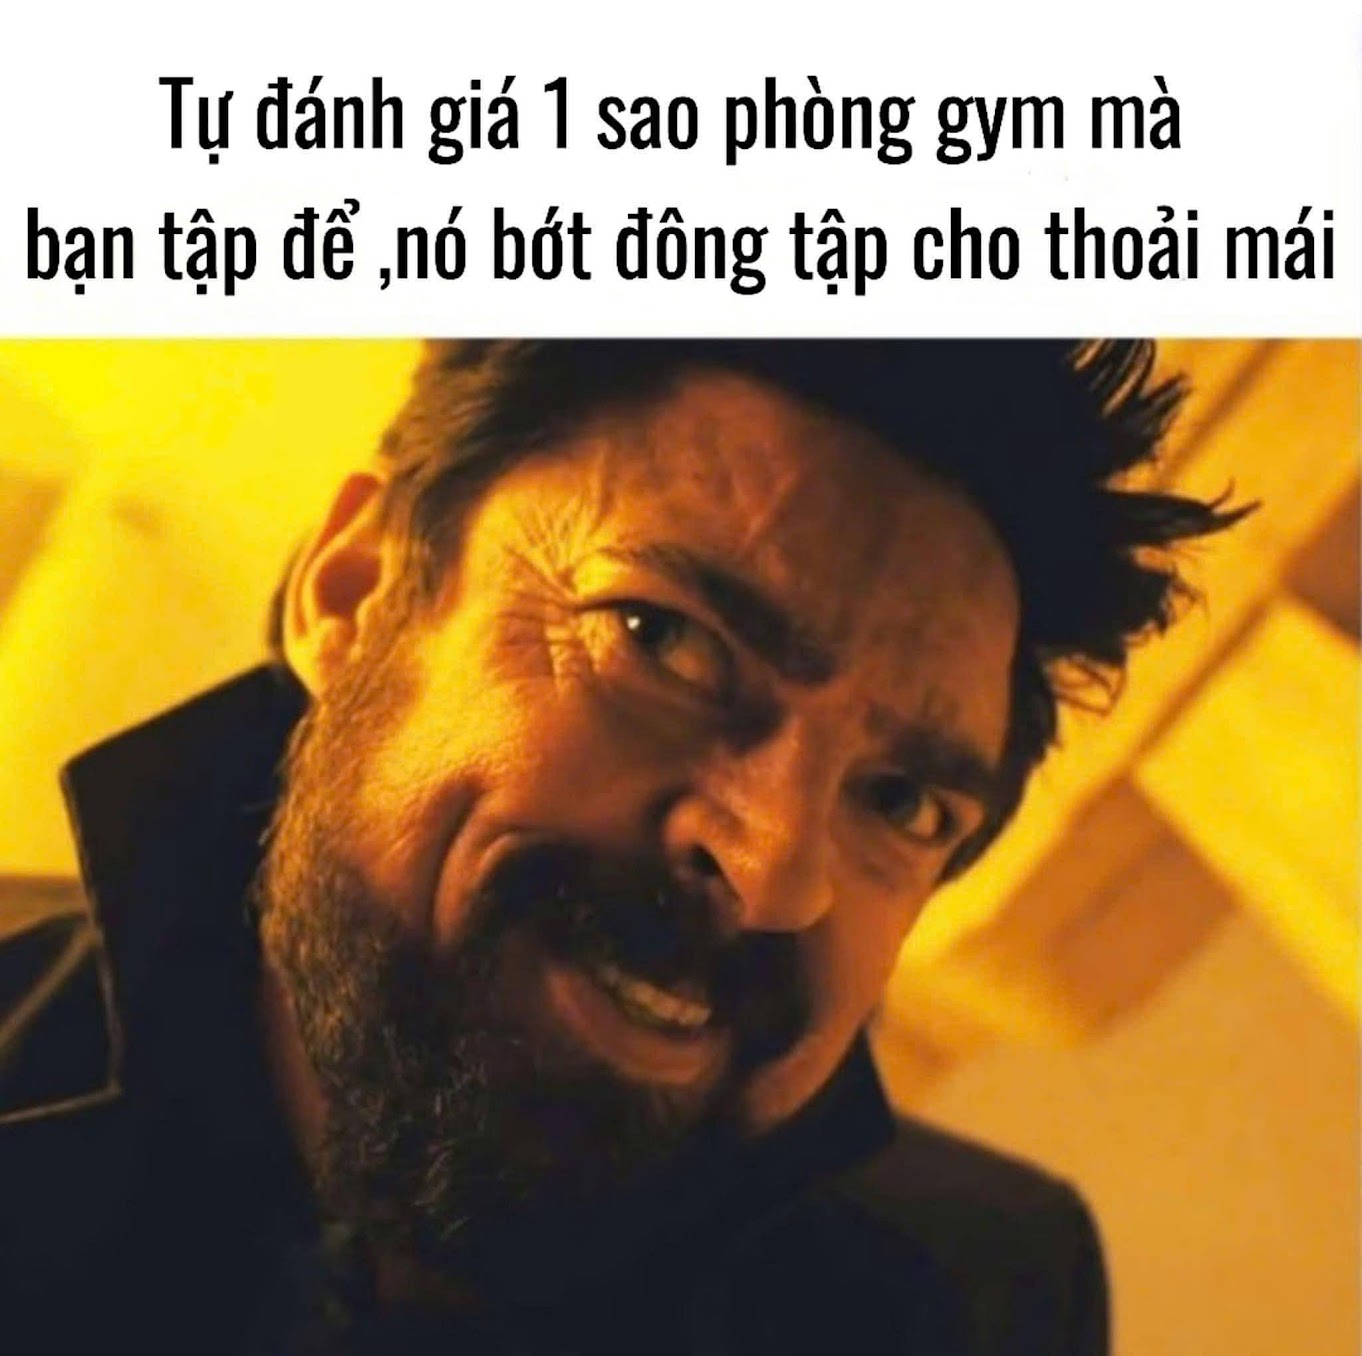 Tự đánh giá 1 sao phòng gym mà
bạn tập để ,nó bớt đông tập cho thoải mái